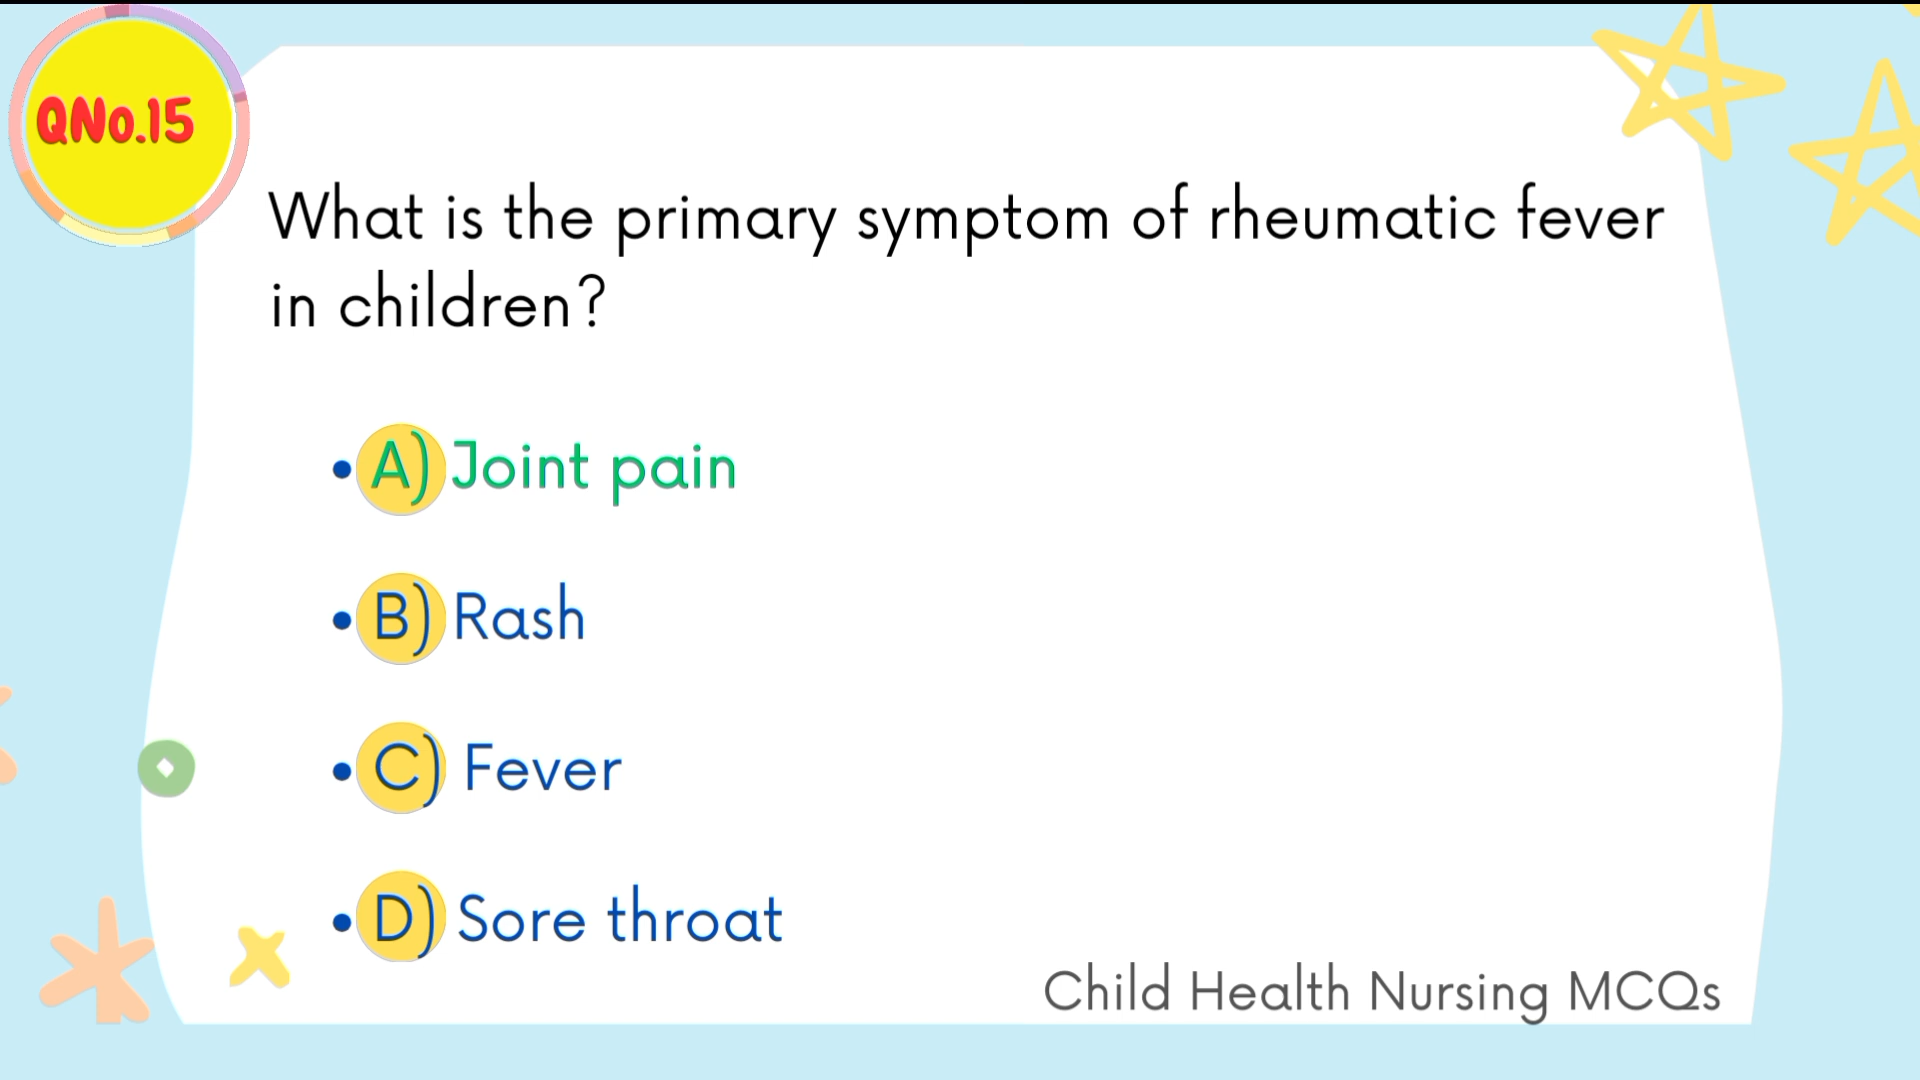 QNo.15
What is the primary symptom of rheumatic fever
in children?
• A) Joint pain
• B) Rash
• C) Fever
• D) Sore throat
Child Health Nursing MCQs